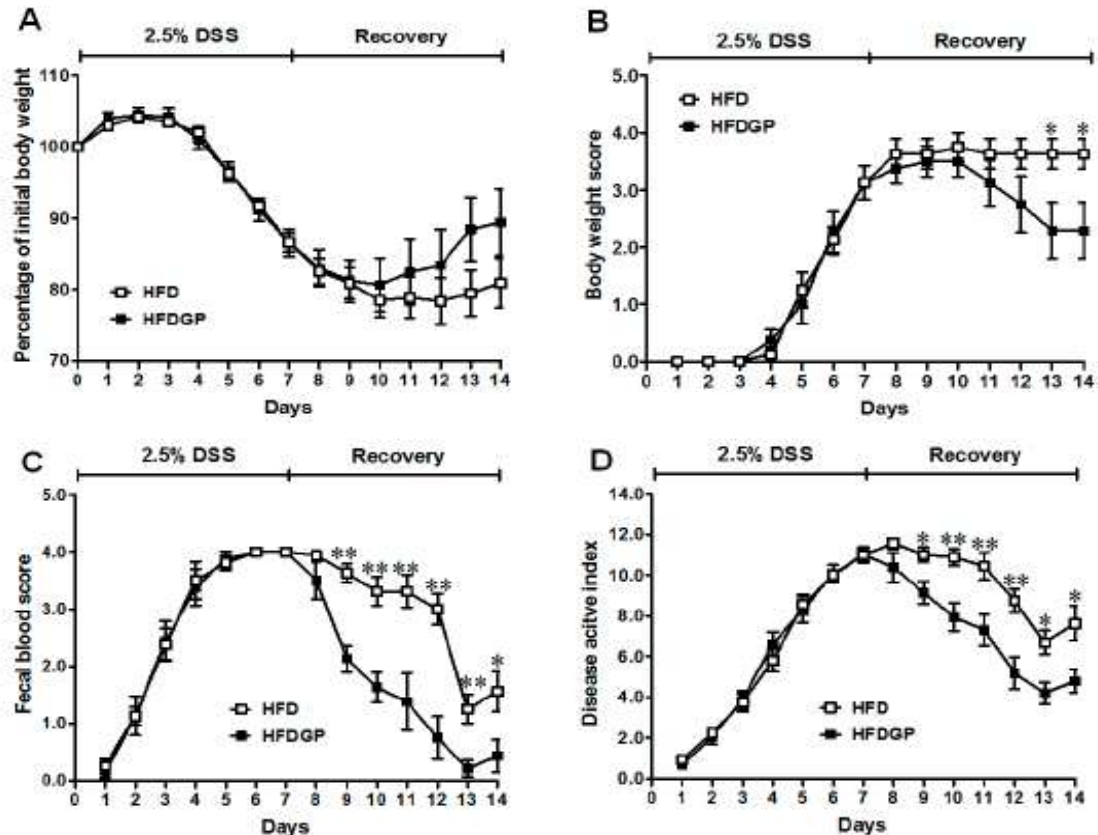 A
2.5% DSS Recovery
Percentage of initial body weight
110
100
90
80
70
HFD
HFDGP
0 1 2 3 4 5 6 7 8 9 10 11 12 13 14
Days
B
2.5% DSS Recovery
Body weight score
5.0
4.0
3.0
2.0
1.0
0.0
HFD
HFDGP
* *
0 1 2 3 4 5 6 7 8 9 10 11 12 13 14
Days
C
2.5% DSS Recovery
Fecal blood score
5.0
4.0
3.0
2.0
1.0
0.0
** ** ** ** ** *
HFD
HFDGP
0 1 2 3 4 5 6 7 8 9 10 11 12 13 14
Days
D
2.5% DSS Recovery
Disease acitve index
14.0
12.0
10.0
8.0
6.0
4.0
2.0
0.0
* ** ** ** * *
HFD
HFDGP
0 1 2 3 4 5 6 7 8 9 10 11 12 13 14
Days